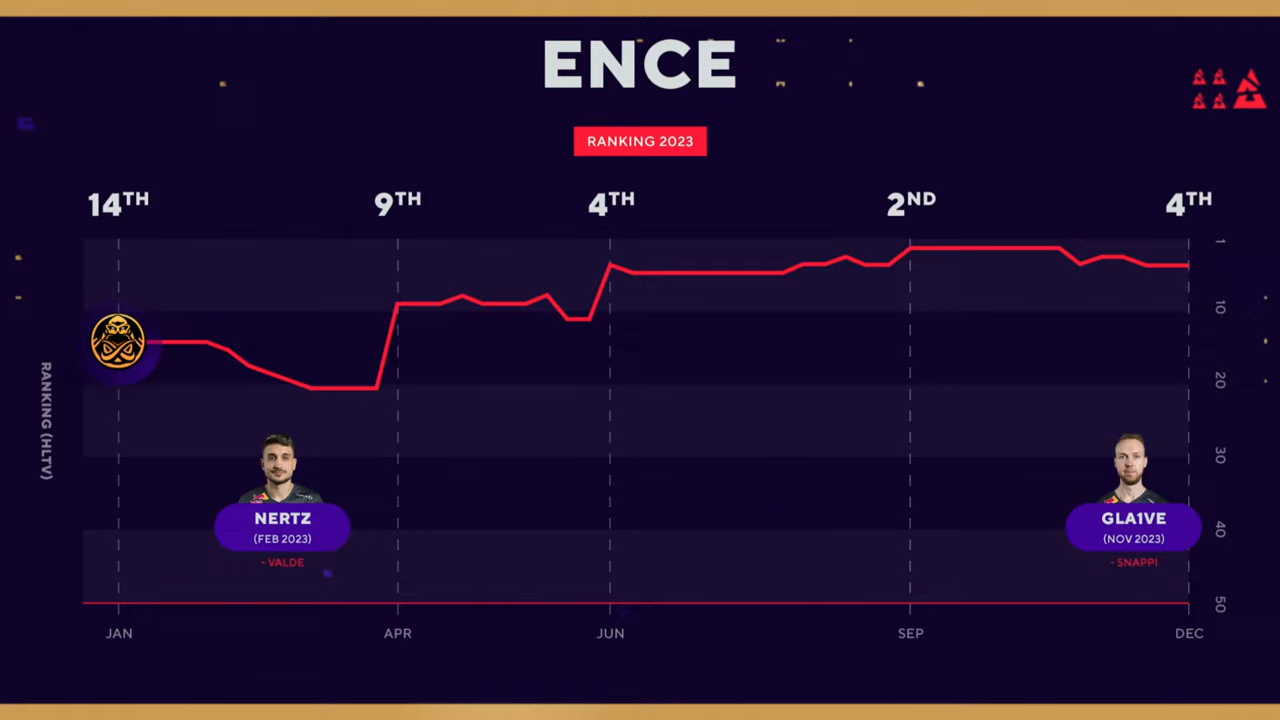 ENCE
RANKING 2023
14TH 9TH 4TH 2ND 4TH
1
10
20
30
40
50
RANKING (HLTV)
NERTZ
(FEB 2023)
- VALDE
GLA1VE
(NOV 2023)
- SNAPPI
JAN APR JUN SEP DEC